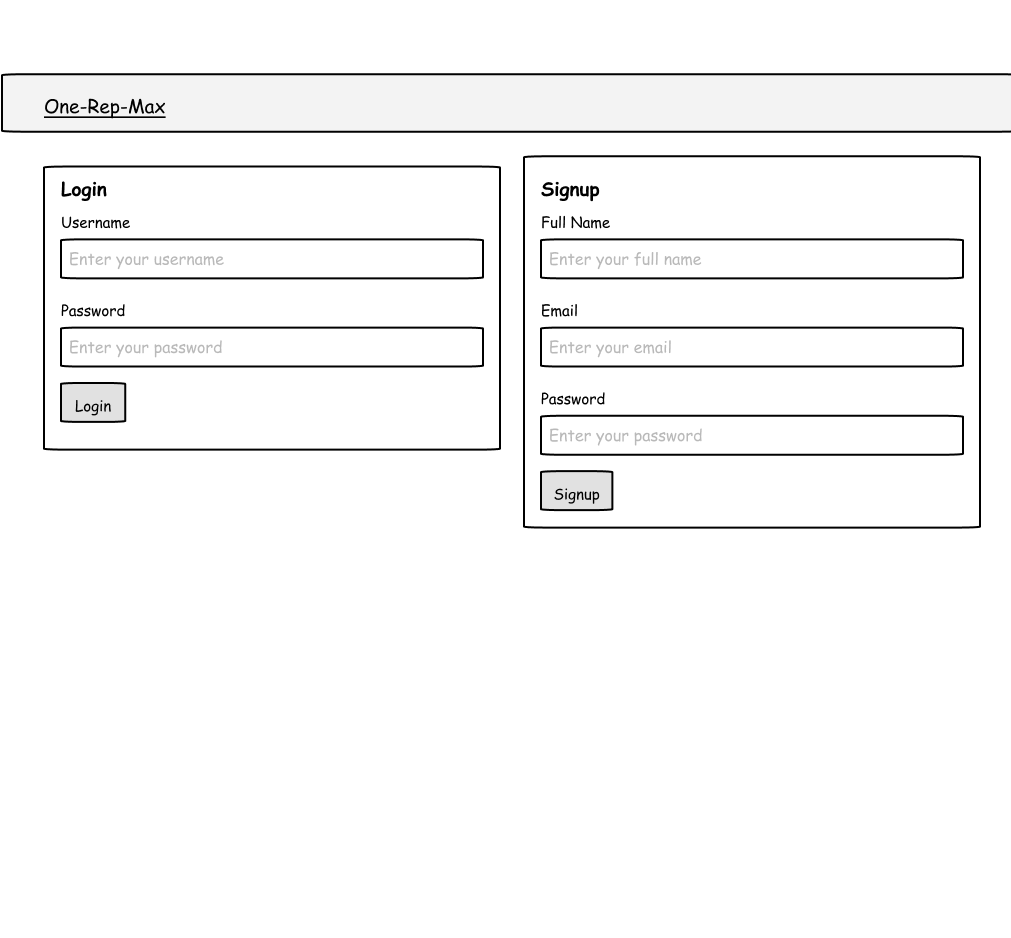 One-Rep-Max
Login
Username
Enter your username
Password
Enter your password
Login
Signup
Full Name
Enter your full name
Email
Enter your email
Password
Enter your password
Signup